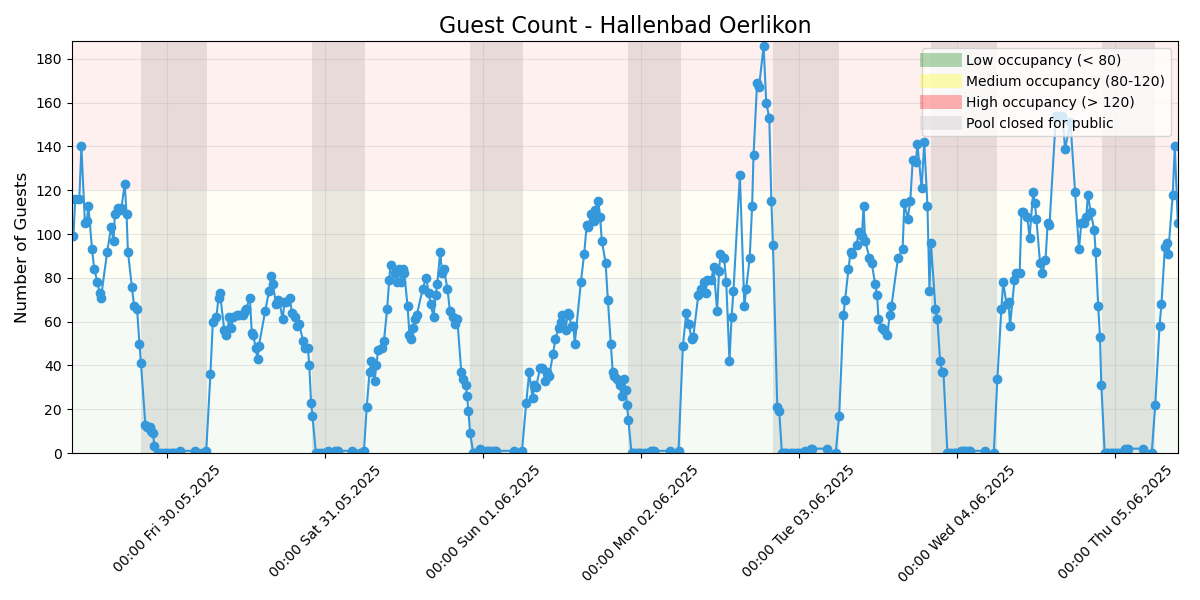 Guest Count - Hallenbad Oerlikon
Low occupancy (< 80)
Medium occupancy (80-120)
High occupancy (> 120)
Pool closed for public
Number of Guests
180
160
140
120
100
80
60
40
20
0
00:00 Fri 30.05.2025
00:00 Sat 31.05.2025
00:00 Sun 01.06.2025
00:00 Mon 02.06.2025
00:00 Tue 03.06.2025
00:00 Wed 04.06.2025
00:00 Thu 05.06.2025